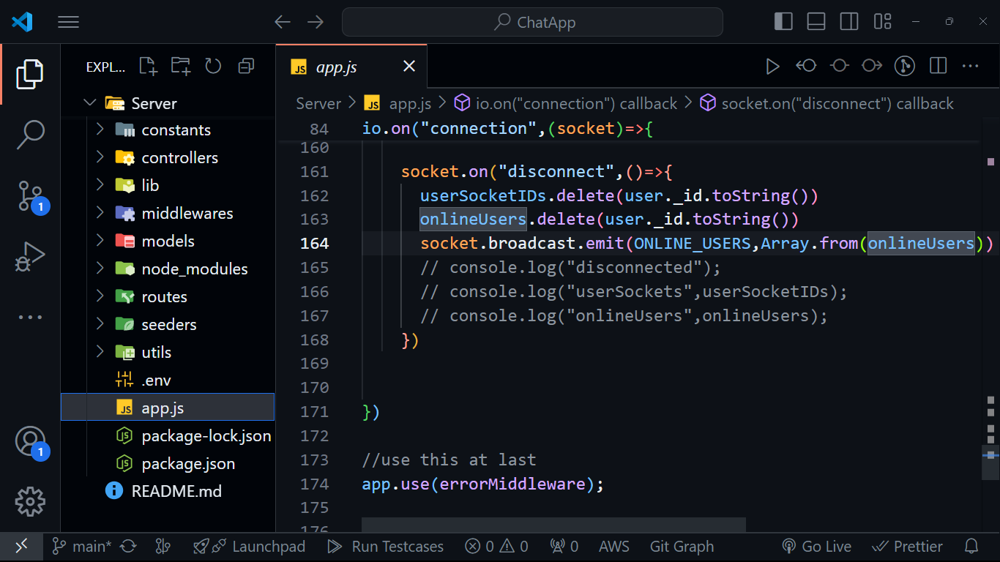 ChatApp
EXPL...
app.js
Server
Server > app.js > io.on("connection") callback > socket.on("disconnect") callback
constants
controllers
lib
middlewares
models
node_modules
routes
seeders
utils
.env
app.js
package-lock.json
package.json
README.md
84 io.on("connection",(socket)=>{
160
161 socket.on("disconnect",()=>{
162 userSocketIDs.delete(user._id.toString())
163 onlineUsers.delete(user._id.toString())
164 socket.broadcast.emit(ONLINE_USERS,Array.from(onlineUsers))
165 // console.log("disconnected");
166 // console.log("userSockets",userSocketIDs);
167 // console.log("onlineUsers",onlineUsers);
168 })
169
170
171 })
172
173 //use this at last
174 app.use(errorMiddleware);
175
176
1
1
main* Launchpad Run Testcases 0 0 0 AWS Git Graph Go Live Prettier